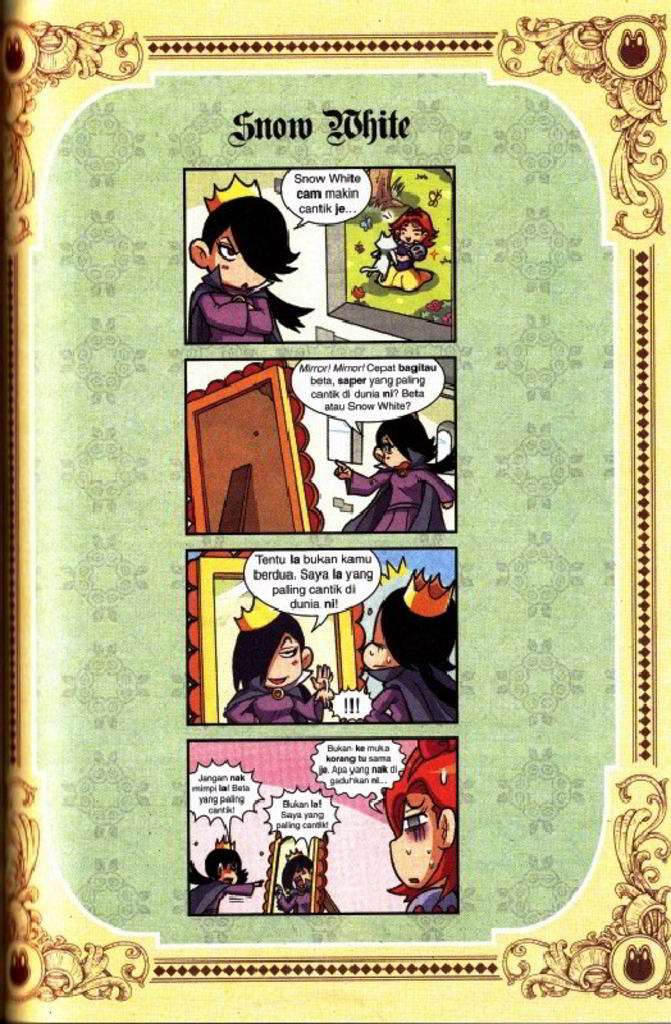 Snow White
Snow White
cam makin
cantik je...
Mirror! Mirror! Cepat bagitau
beta, saper yang paling
cantik di dunia ni? Beta
atau Snow White?
Tentu la bukan kamu
berdua. Saya la yang
paling cantik di
dunia ni!
!!!
Jangan nak
mimpi la! Beta
yang paling
cantik!
Bukan la!
Saya yang
paling cantik!
Bukan ke muka
korang tu sama
je. Apa yang naik di
gaduhkan ni...